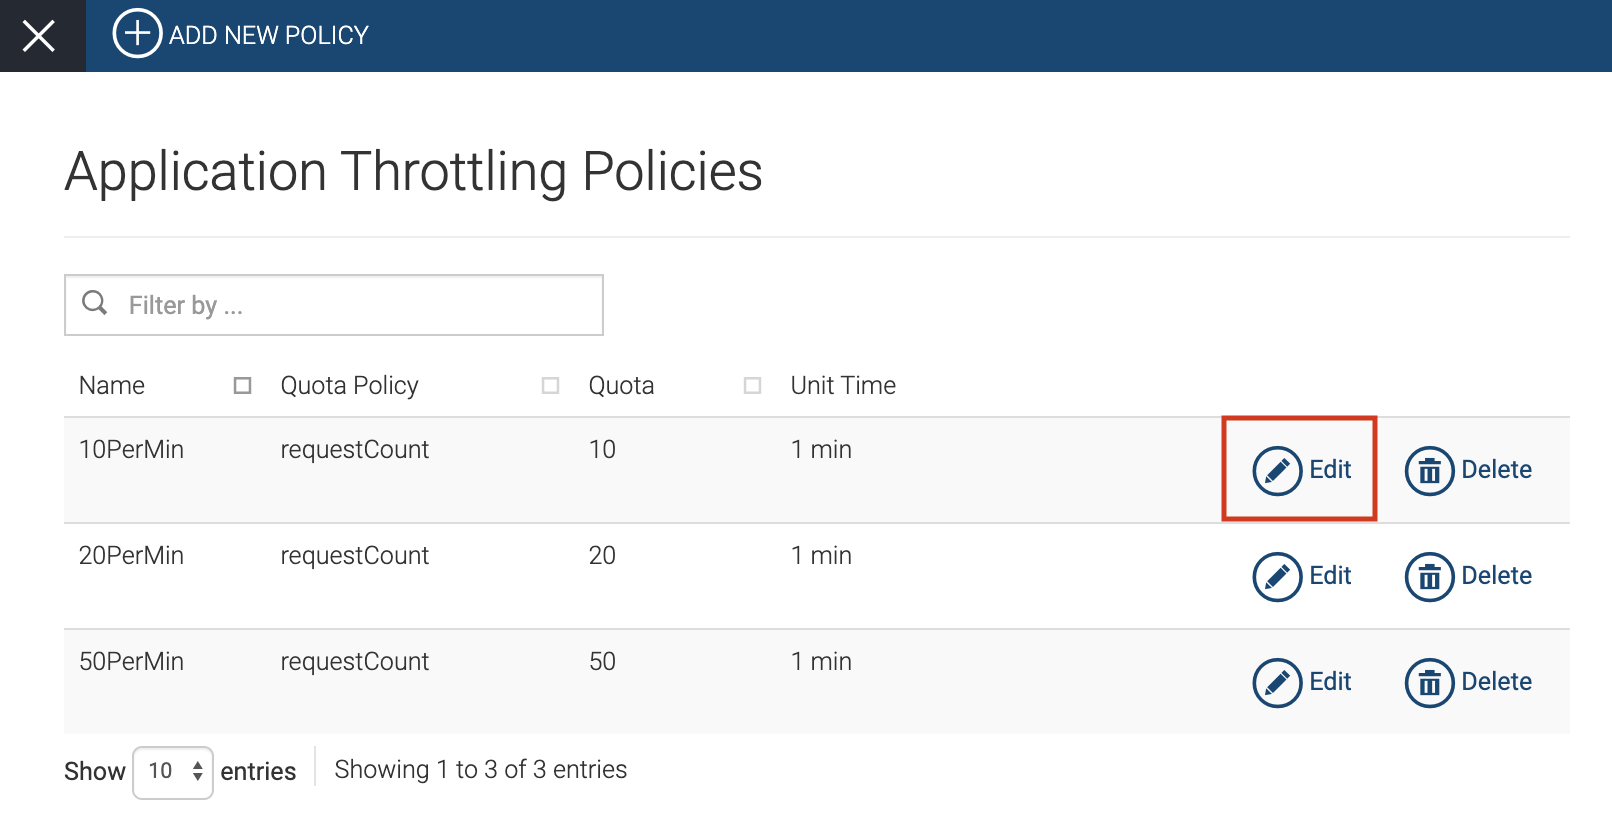 ADD NEW POLICY
Application Throttling Policies
Filter by ...
Name Quota Policy Quota Unit Time
10PerMin requestCount 10 1 min Edit Delete
20PerMin requestCount 20 1 min Edit Delete
50PerMin requestCount 50 1 min Edit Delete
Show 10 entries Showing 1 to 3 of 3 entries